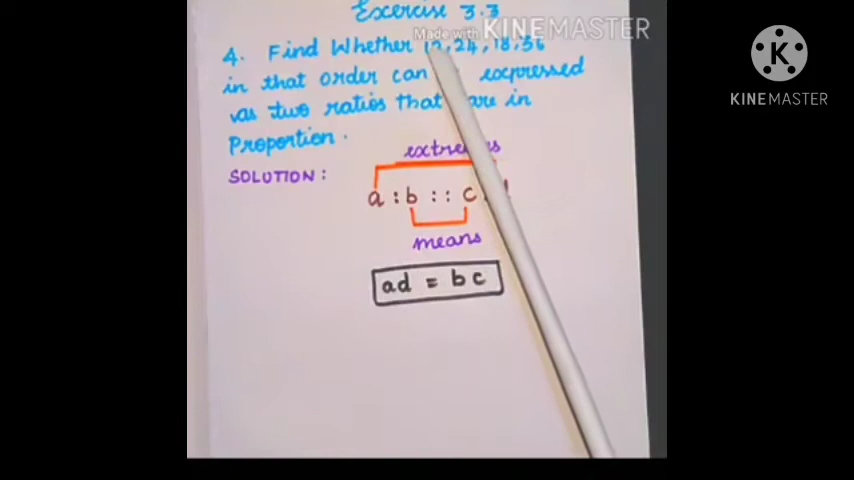 Exercise 3.3
Made with KINEMASTER
4. Find Whether 12,24,18,36
in that order can expressed
as two ratios that are in
Proportion.
extremes
SOLUTION:
a : b :: c :
means
ad = bc
KINEMASTER